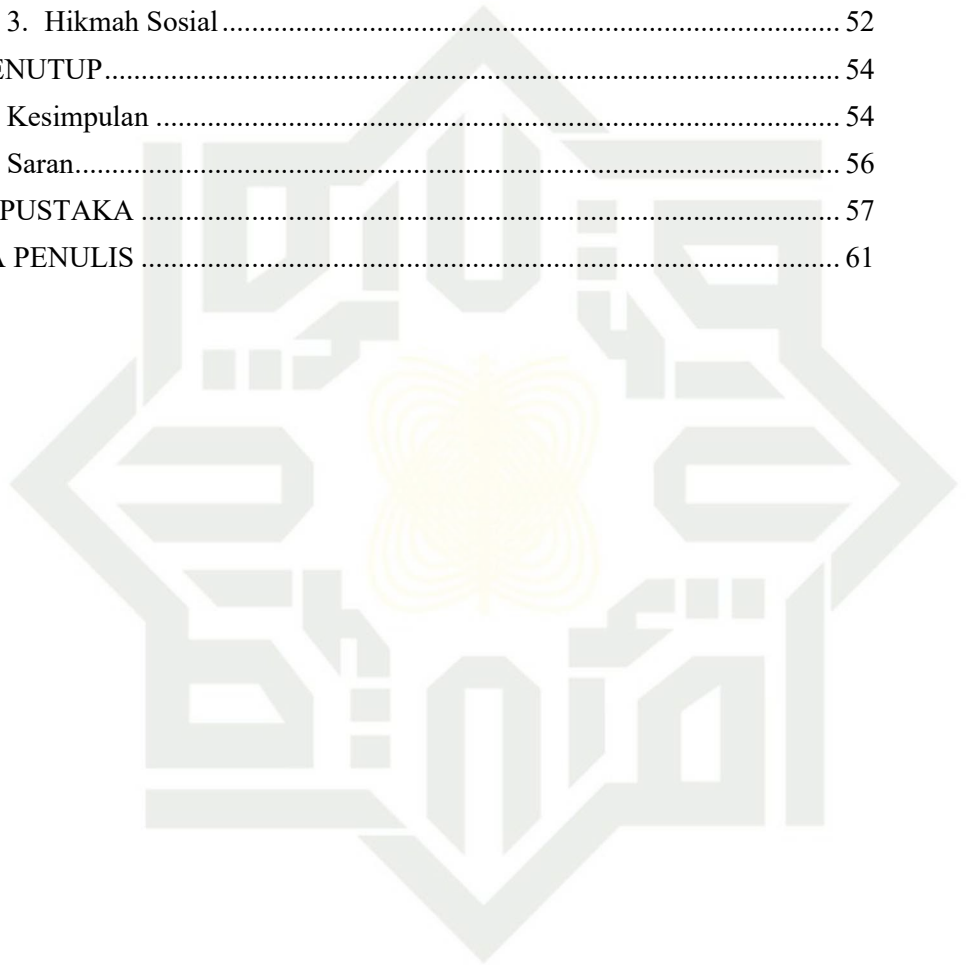 3. Hikmah Sosial ........................................................................................ 52
ENUTUP ......................................................................................................... 54
Kesimpulan .................................................................................................. 54
Saran ............................................................................................................. 56
PUSTAKA .................................................................................................... 57
A PENULIS .................................................................................................... 61